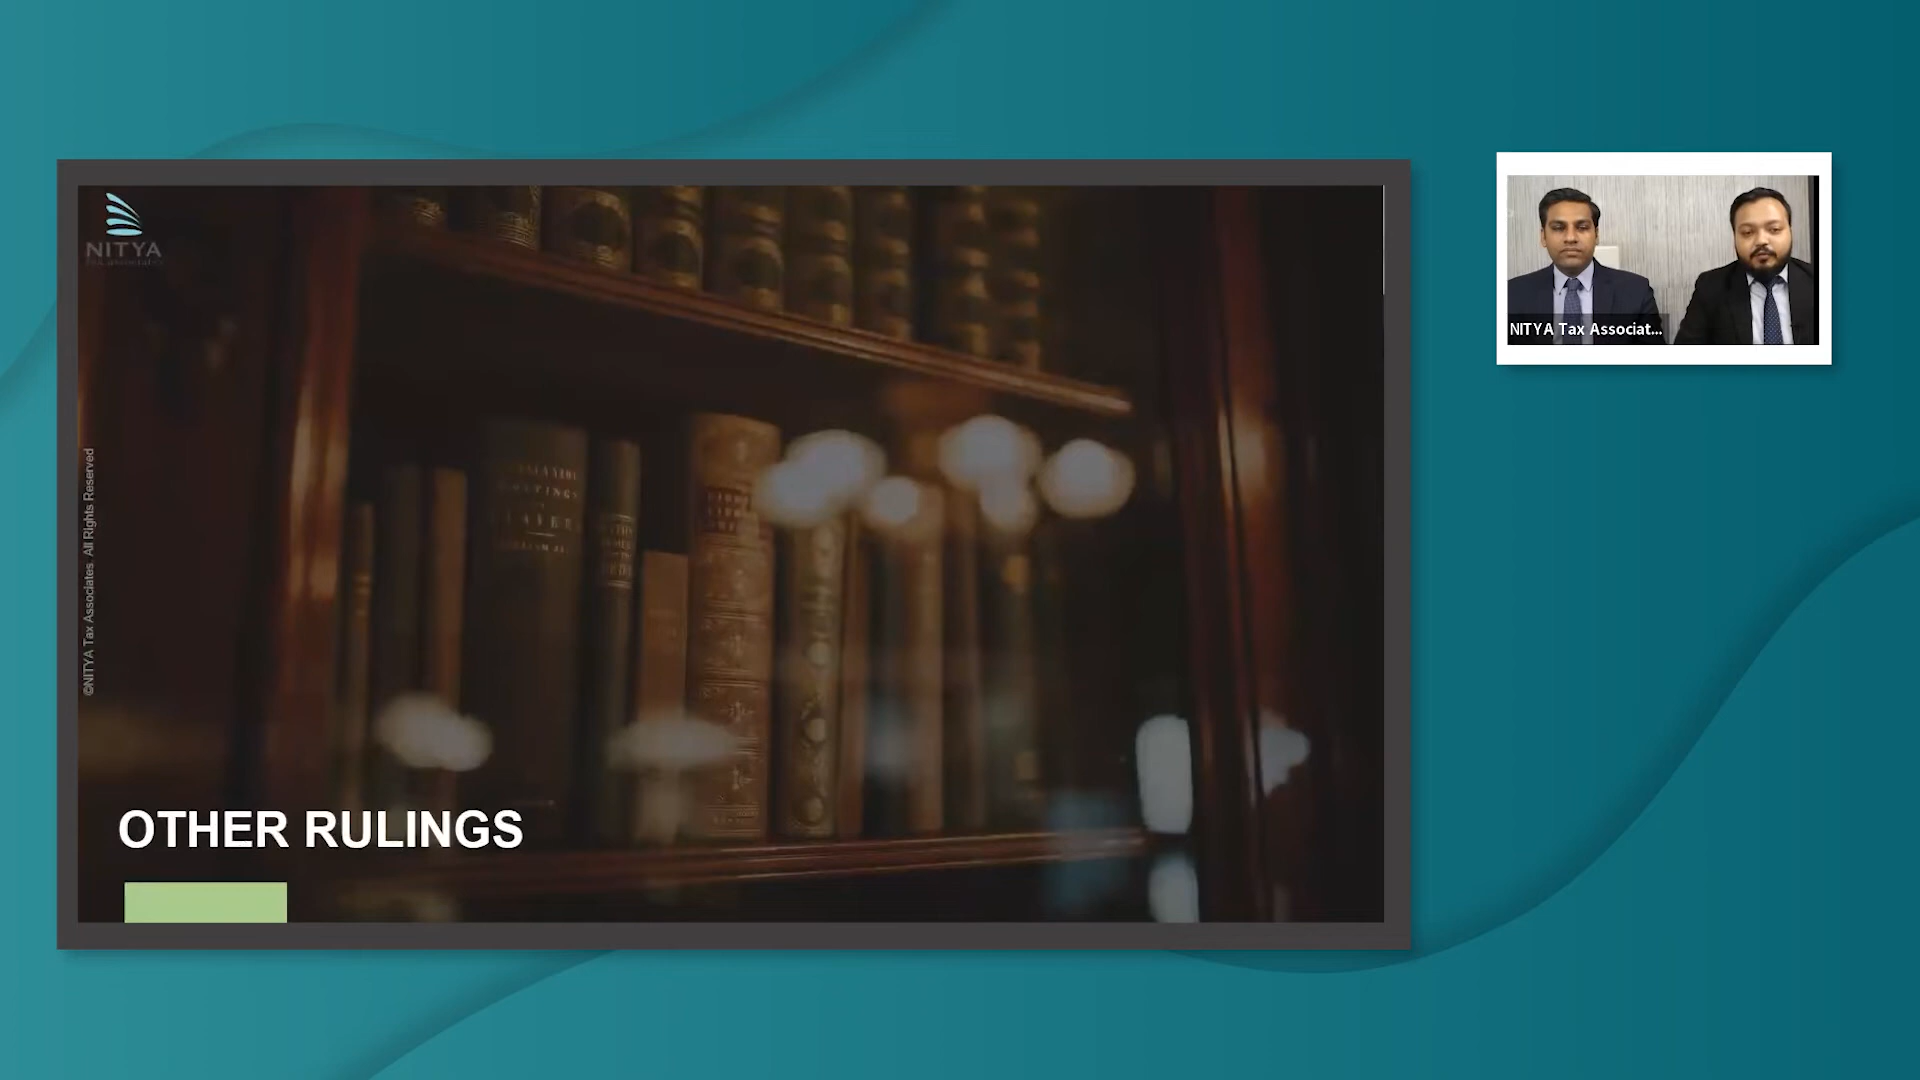 NITYA
©NITYA Tax Associates. All Rights Reserved
OTHER RULINGS
NITYA Tax Associat...